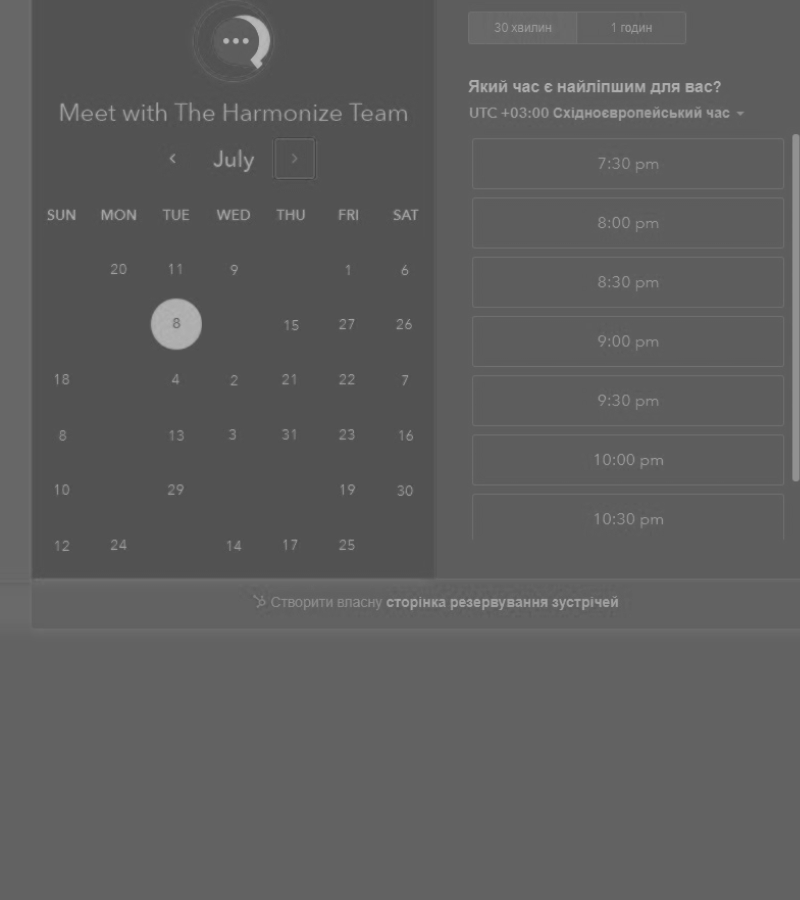 Meet with The Harmonize Team
July
SUN MON TUE WED THU FRI SAT
20 11 9 1 6
8 15 27 26
18 4 2 21 22 7
8 13 3 31 23 16
10 29 19 30
12 24 14 17 25
30 хвилин 1 годин
Який час є найліпшим для вас?
UTC +03:00 Східноєвропейський час
7:30 pm
8:00 pm
8:30 pm
9:00 pm
9:30 pm
10:00 pm
10:30 pm
Створити власну сторінка резервування зустрічей